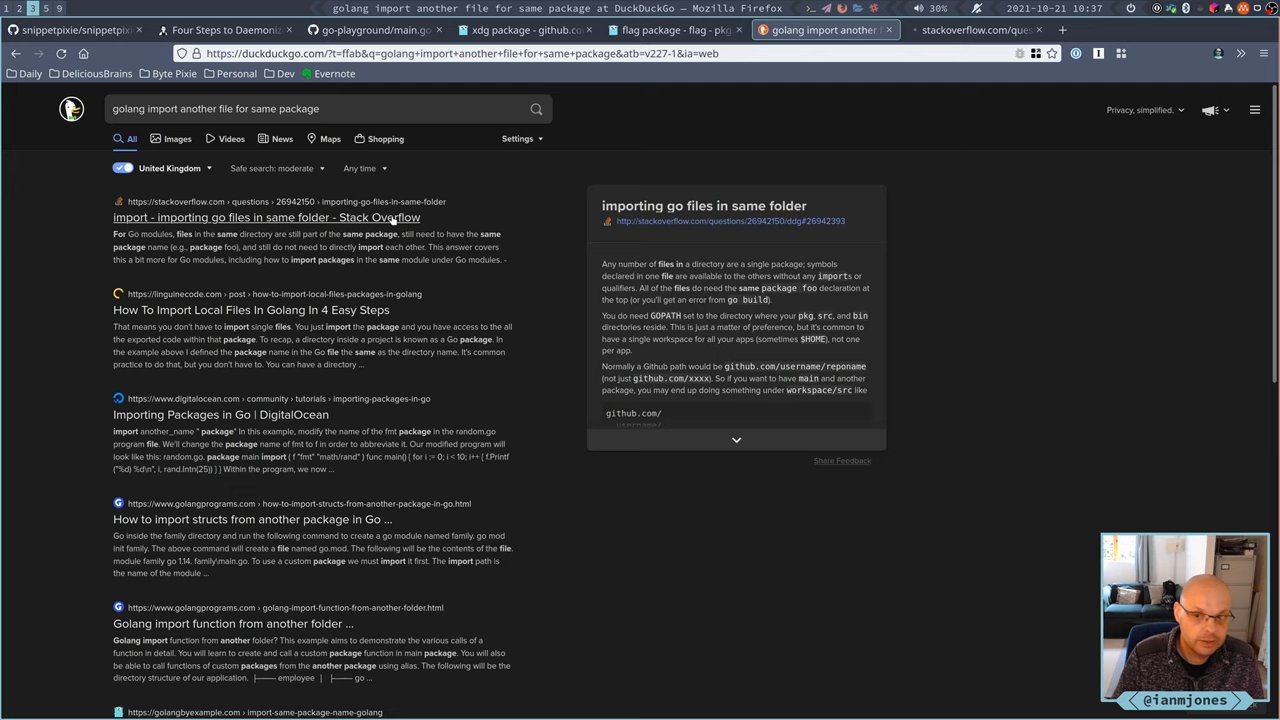 1 2 3 5 9
golang import another file for same package at DuckDuckGo — Mozilla Firefox
30%
2021-10-21 10:37
snippetpixie/snippetpixi
Four Steps to Daemoniz
go-playground/main.go
xdg package - github.co
flag package - flag - pkg
golang import another f
stackoverflow.com/ques
https://duckduckgo.com/?t=ffab&q=golang+import+another+file+for+same+package&atb=v227-1&ia=web
Daily
DeliciousBrains
Byte Pixie
Personal
Dev
Evernote
golang import another file for same package
Privacy, simplified.
All
Images
Videos
News
Maps
Shopping
Settings
United Kingdom
Safe search: moderate
Any time
https://stackoverflow.com › questions › 26942150 › importing-go-files-in-same-folder
import - importing go files in same folder - Stack Overflow
For Go modules, files in the same directory are still part of the same package, still need to have the same
package name (e.g., package foo), and still do not need to directly import each other. This answer covers
this a bit more for Go modules, including how to import packages in the same module under Go modules. -
https://linguinecode.com › post › how-to-import-local-files-packages-in-golang
How To Import Local Files In Golang In 4 Easy Steps
That means you don't have to import single files. You just import the package and you have access to the all
the exported code within that package. To recap, a directory inside a project is known as a Go package. In
the example above I defined the package name in the Go file the same as the directory name. It's common
practice to do that, but you don't have to. You can have a directory ...
https://www.digitalocean.com › community › tutorials › importing-packages-in-go
Importing Packages in Go | DigitalOcean
import another_name " package" In this example, modify the name of the fmt package in the random.go
program file. We'll change the package name of fmt to f in order to abbreviate it. Our modified program will
look like this: random.go. package main import ( f "fmt" "math/rand" ) func main() { for i := 0; i < 10; i++ { f.Printf
("%d) %d\n", i, rand.Intn(25)) } } Within the program, we now ...
https://www.golangprograms.com › how-to-import-structs-from-another-package-in-go.html
How to import structs from another package in Go ...
Go inside the family directory and run the following command to create a go module named family. go mod
init family. The above command will create a file named go.mod. The following will be the contents of the file.
module family go 1.14. family\main.go. To use a custom package we must import it first. The import path is
the name of the module ...
https://www.golangprograms.com › golang-import-function-from-another-folder.html
Golang import function from another folder ...
Golang import function from another folder? This example aims to demonstrate the various calls of a
function in detail. You will learn to create and call a custom package function in main package. You will also
be able to call functions of custom packages from the another package using alias. The following will be the
directory structure of our application. ├── employee │ ├── go ...
https://golangbyexample.com › import-same-package-name-golang
importing go files in same folder
http://stackoverflow.com/questions/26942150/ddg#26942393
Any number of files in a directory are a single package; symbols
declared in one file are available to the others without any imports or
qualifiers. All of the files do need the same package foo declaration at
the top (or you'll get an error from go build).
You do need GOPATH set to the directory where your pkg, src, and bin
directories reside. This is just a matter of preference, but it's common to
have a single workspace for all your apps (sometimes $HOME), not one
per app.
Normally a Github path would be github.com/username/reponame
(not just github.com/xxxx). So if you want to have main and another
package, you may end up doing something under workspace/src like
github.com/
username/
Share Feedback
@ianmjones